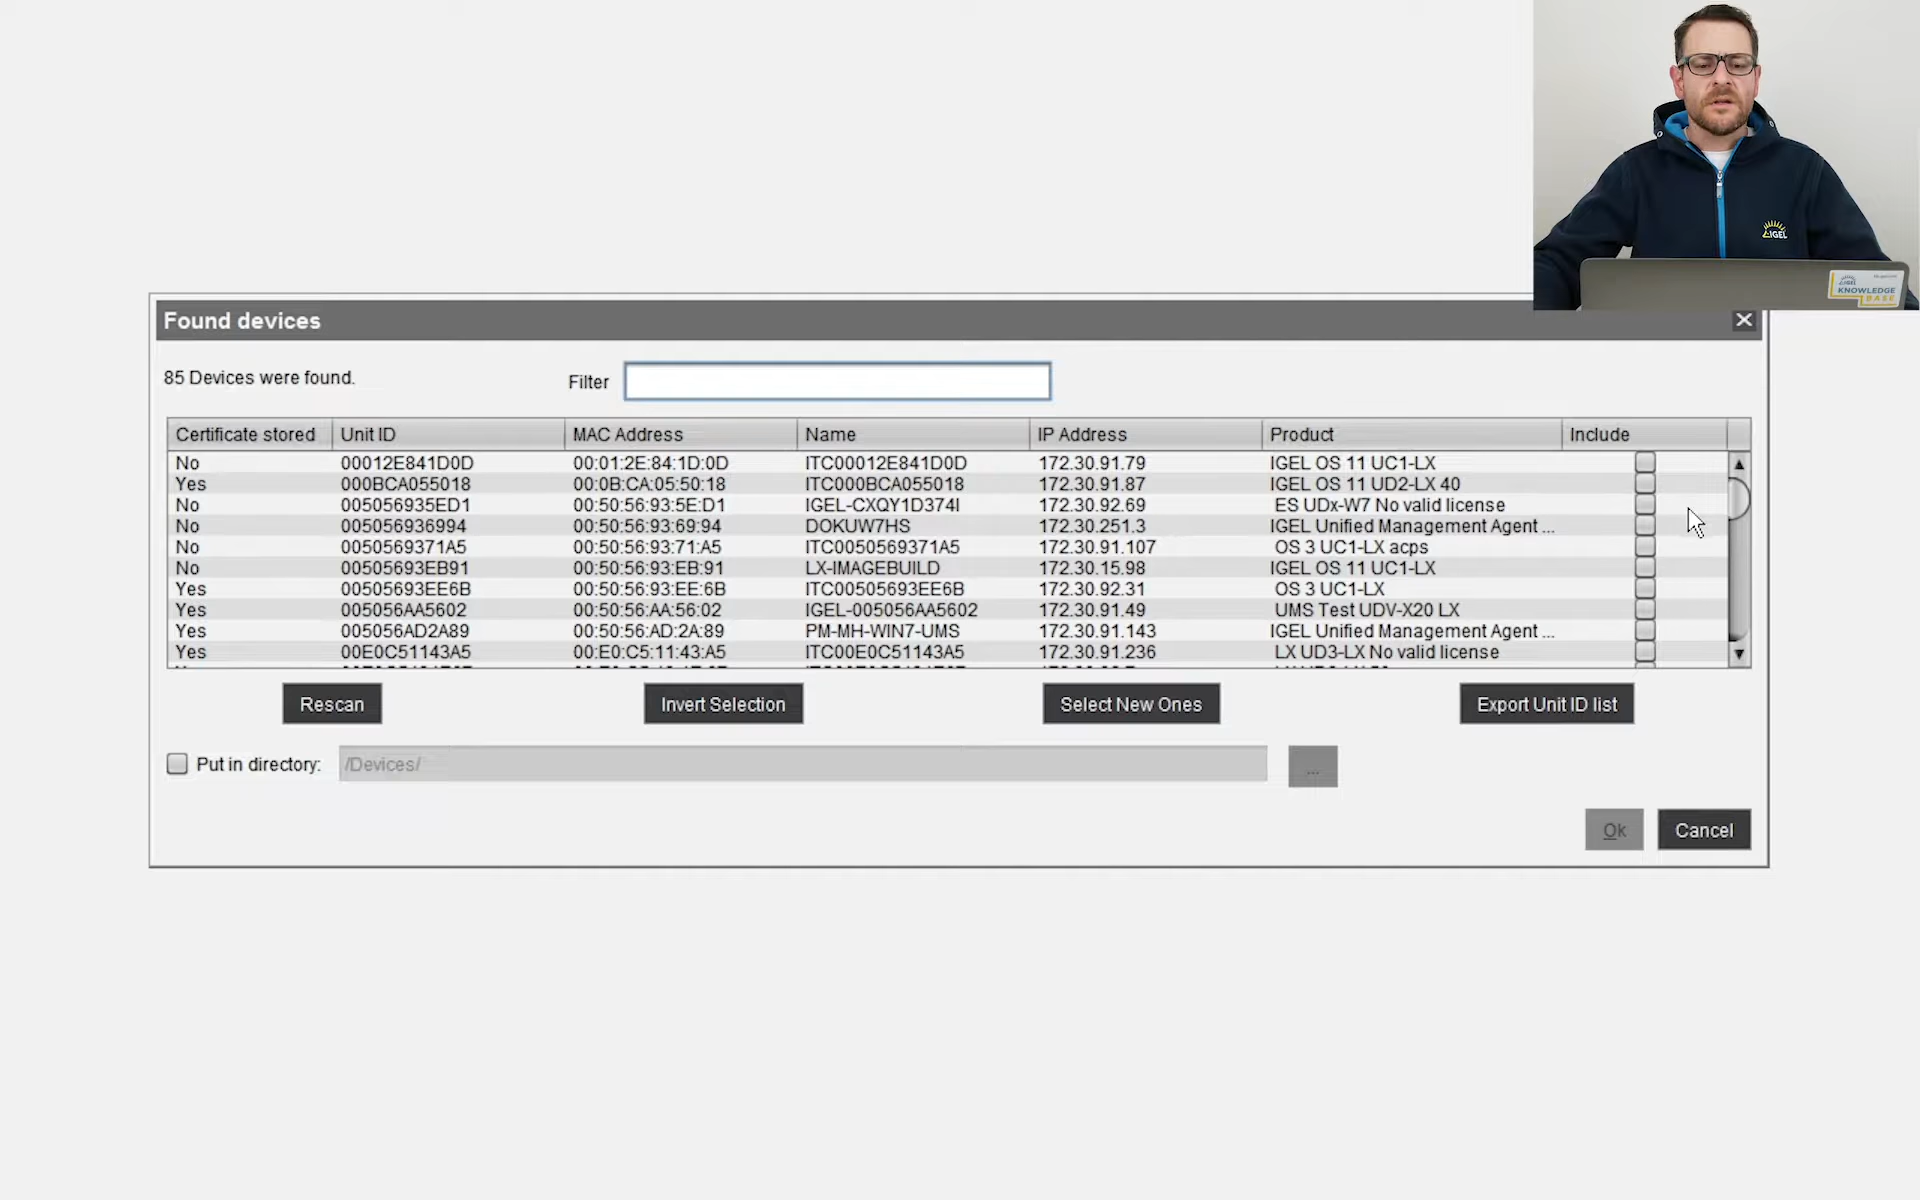 IGEL
IGEL
KNOWLEDGE
BASE
Found devices
85 Devices were found.
Filter
Certificate stored Unit ID MAC Address Name IP Address Product Include
No 00012E841D0D 00:01:2E:84:1D:0D ITC00012E841D0D 172.30.91.79 IGEL OS 11 UC1-LX
Yes 000BCA055018 00:0B:CA:05:50:18 ITC000BCA055018 172.30.91.87 IGEL OS 11 UD2-LX 40
No 005056935ED1 00:50:56:93:5E:D1 IGEL-CXQY1D374I 172.30.92.69 ES UDx-W7 No valid license
No 005056936994 00:50:56:93:69:94 DOKUW7HS 172.30.251.3 IGEL Unified Management Agent ...
No 0050569371A5 00:50:56:93:71:A5 ITC0050569371A5 172.30.91.107 OS 3 UC1-LX acps
No 00505693EB91 00:50:56:93:EB:91 LX-IMAGEBUILD 172.30.15.98 IGEL OS 11 UC1-LX
Yes 00505693EE6B 00:50:56:93:EE:6B ITC00505693EE6B 172.30.92.31 OS 3 UC1-LX
Yes 005056AA5602 00:50:56:AA:56:02 IGEL-005056AA5602 172.30.91.49 UMS Test UDV-X20 LX
Yes 005056AD2A89 00:50:56:AD:2A:89 PM-MH-WIN7-UMS 172.30.91.143 IGEL Unified Management Agent ...
Yes 00E0C51143A5 00:E0:C5:11:43:A5 ITC00E0C51143A5 172.30.91.236 LX UD3-LX No valid license
Rescan Invert Selection Select New Ones Export Unit ID list
Put in directory: /Devices/ ...
Ok Cancel